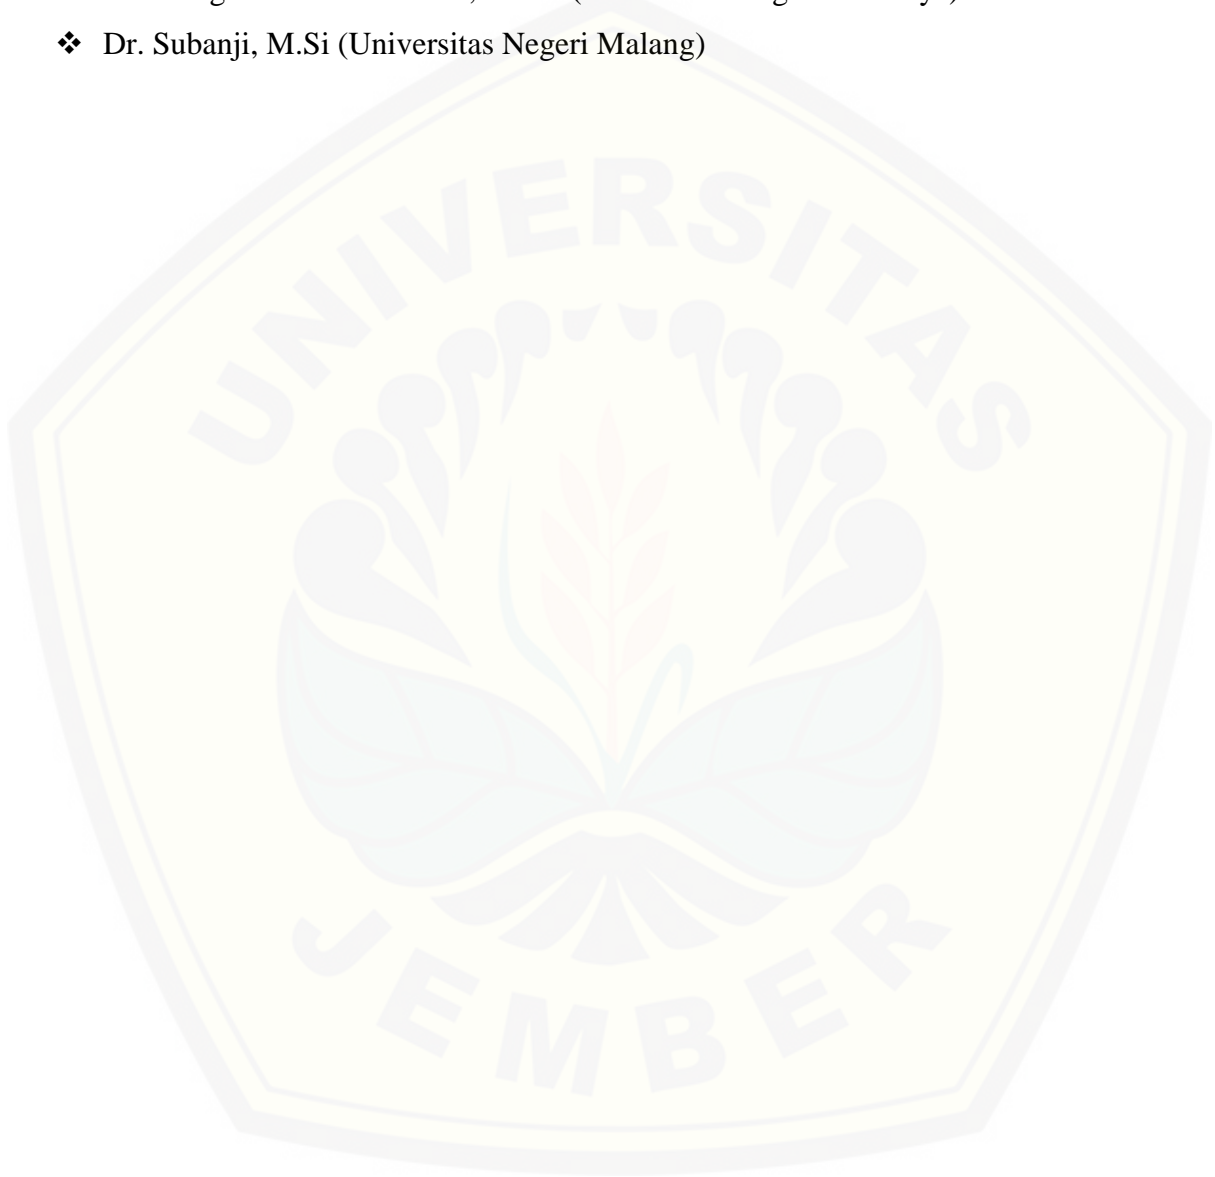 ❖ Dr. Subanji, M.Si (Universitas Negeri Malang)
UNIVERSITAS
JEMBER